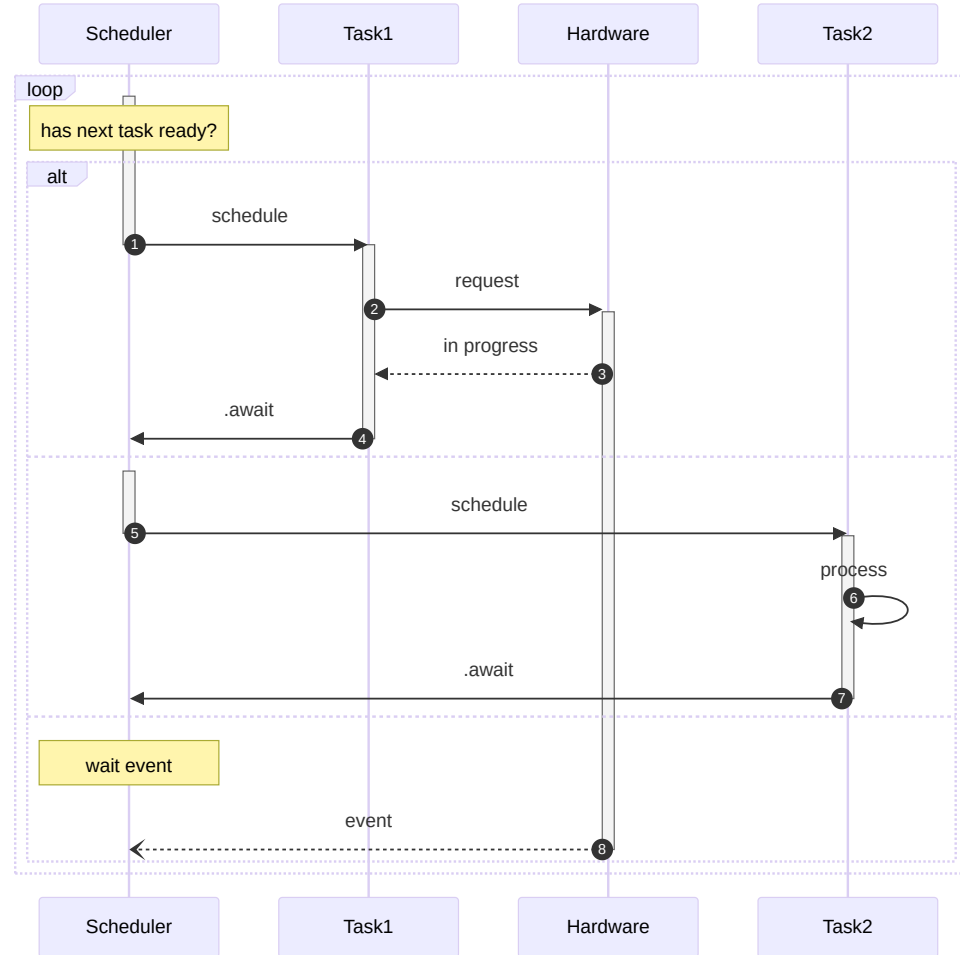 Scheduler
Task1
Hardware
Task2
loop
has next task ready?
alt
schedule
1
request
2
in progress
3
.await
4
schedule
5
process
6
.await
7
wait event
event
8
Scheduler
Task1
Hardware
Task2